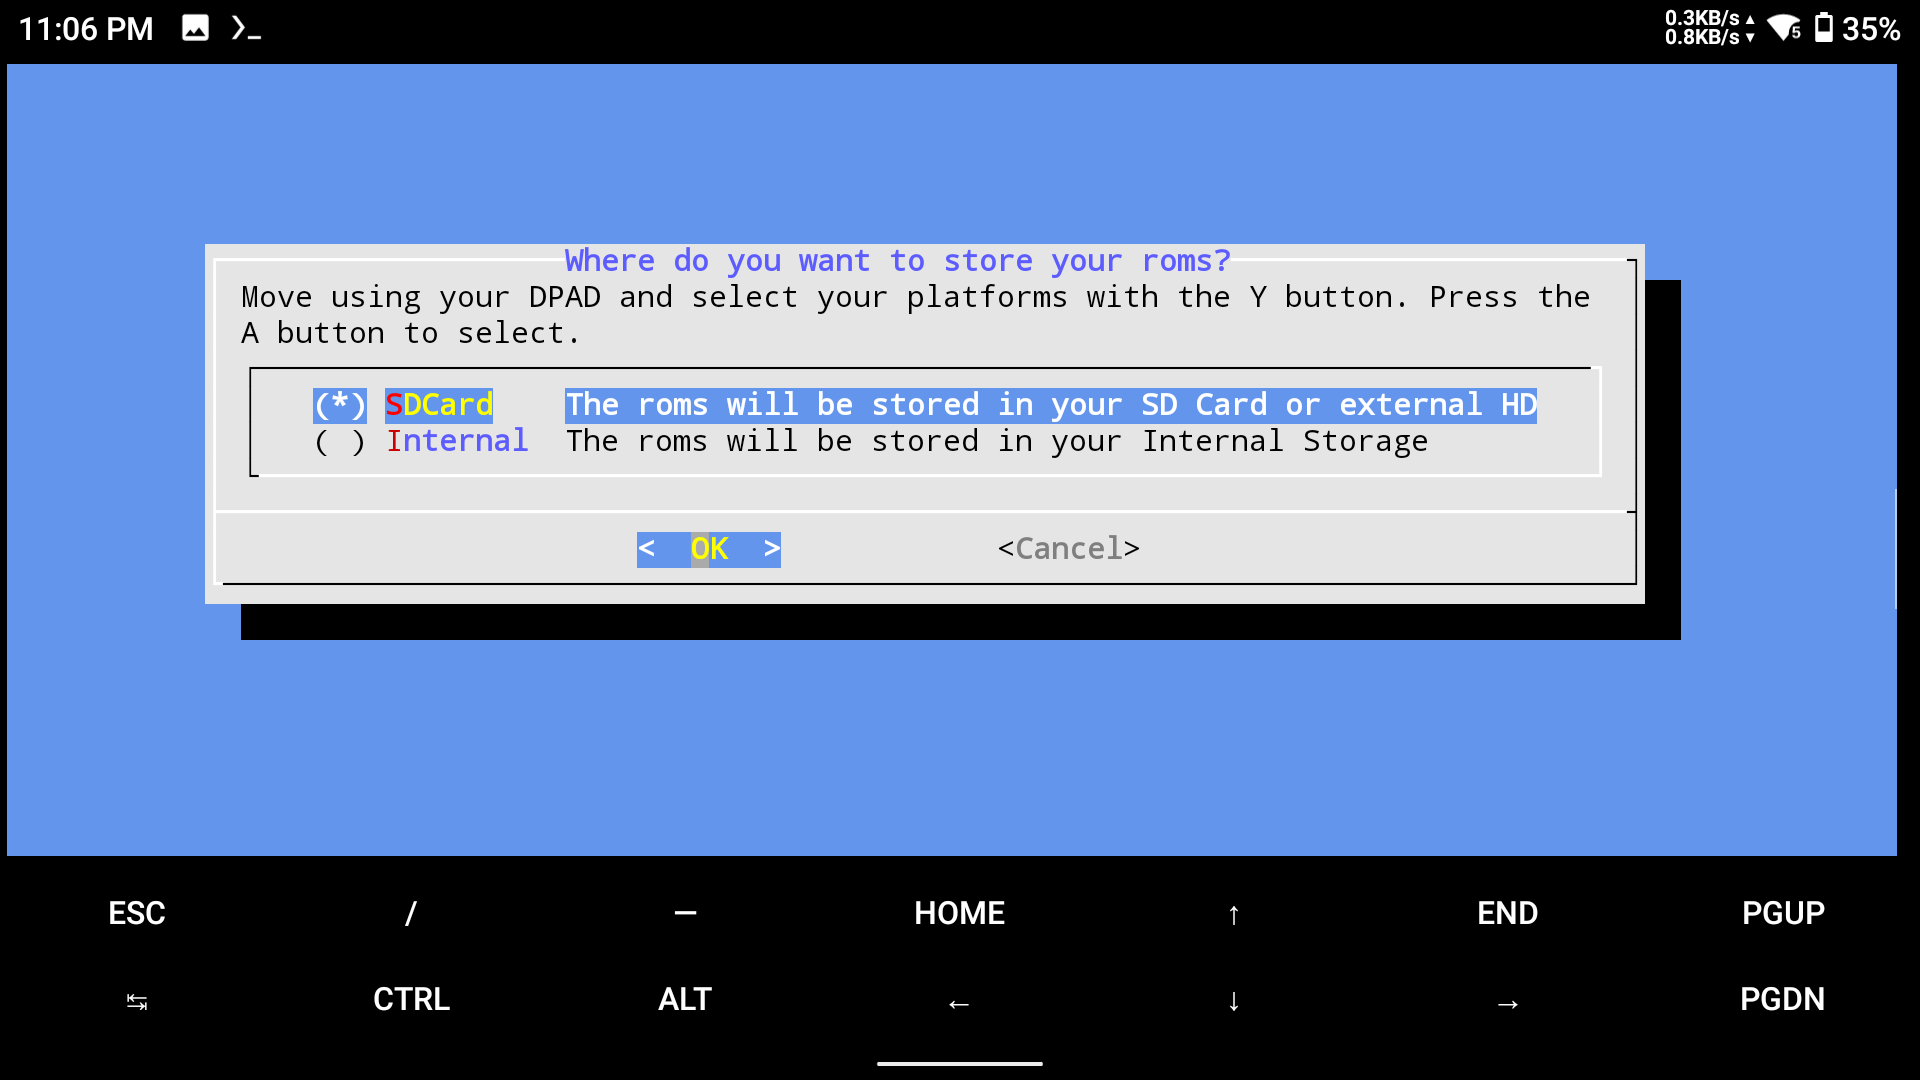 11:06 PM
0.3KB/s ▲
0.8KB/s ▼
5
35%
Where do you want to store your roms?
Move using your DPAD and select your platforms with the Y button. Press the
A button to select.
(*) SDCard The roms will be stored in your SD Card or external HD
( ) Internal The roms will be stored in your Internal Storage
< OK > <Cancel>
ESC / — HOME ↑ END PGUP
↹ CTRL ALT ← ↓ → PGDN